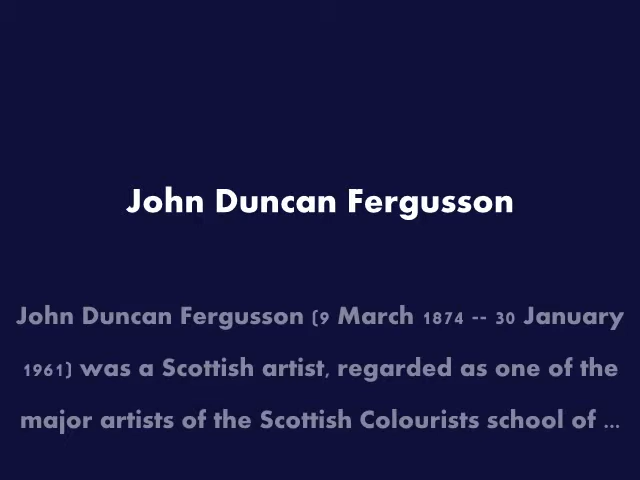 John Duncan Fergusson
John Duncan Fergusson (9 March 1874 -- 30 January
1961) was a Scottish artist, regarded as one of the
major artists of the Scottish Colourists school of ...